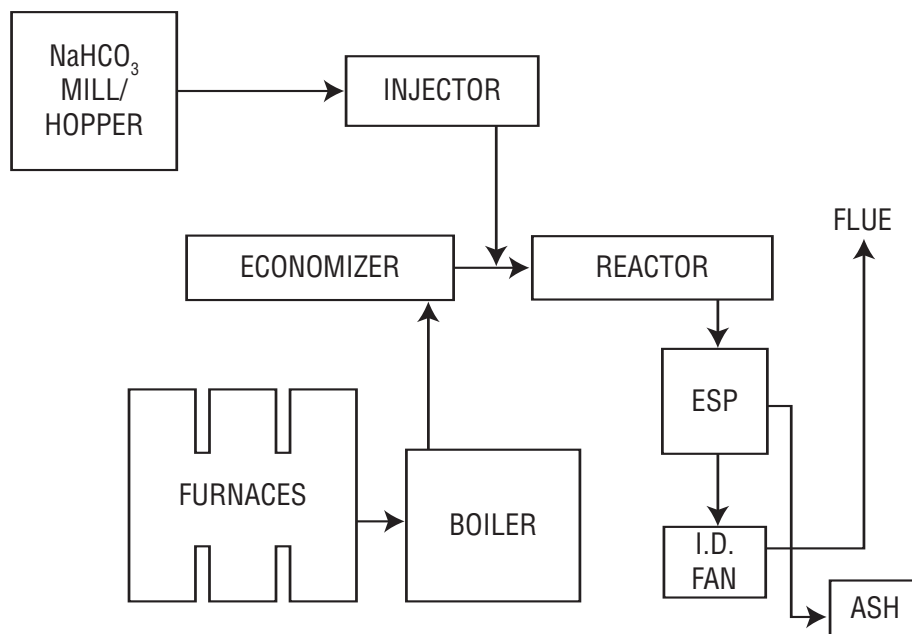 NaHCO₃
MILL/
HOPPER
INJECTOR
FLUE
ECONOMIZER
REACTOR
ESP
FURNACES
BOILER
I.D.
FAN
ASH